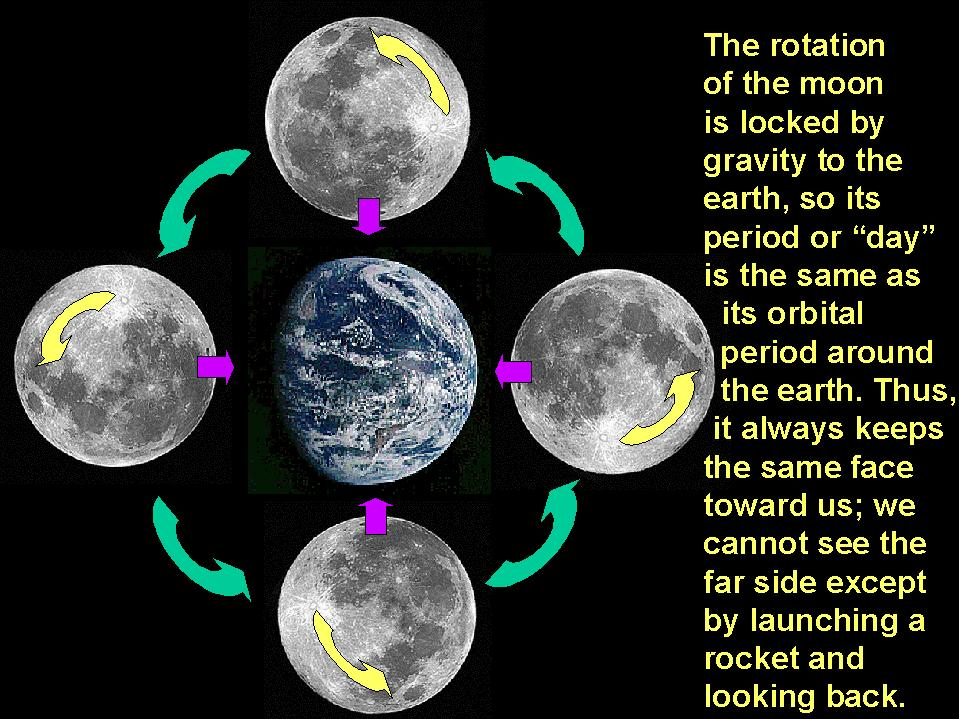 The rotation
of the moon
is locked by
gravity to the
earth, so its
period or “day”
is the same as
its orbital
period around
the earth. Thus,
it always keeps
the same face
toward us; we
cannot see the
far side except
by launching a
rocket and
looking back.